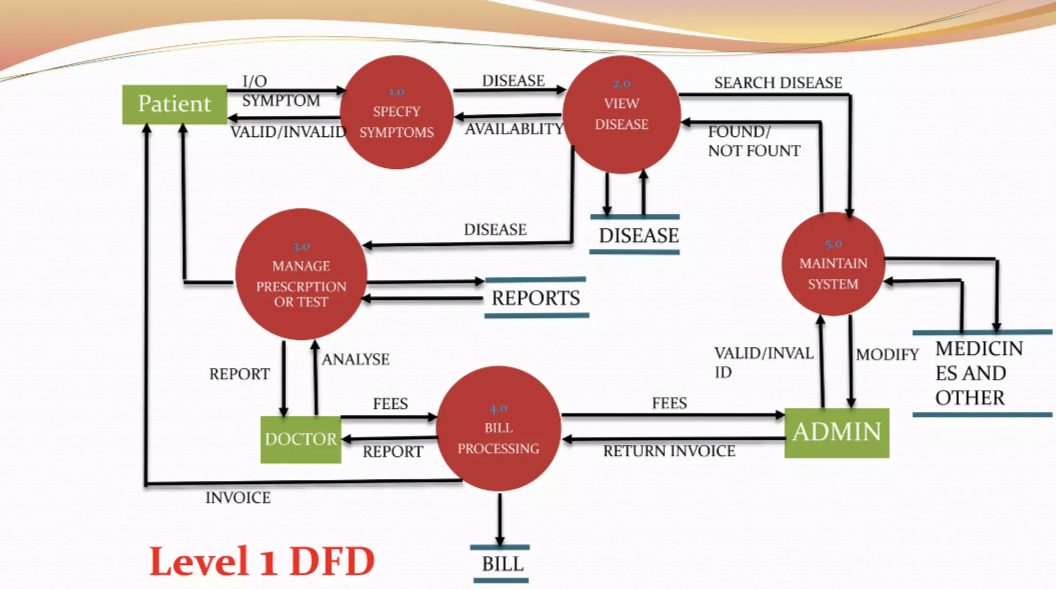 I/O
SYMPTOM
Patient
VALID/INVALID
1.0
SPECFY
SYMPTOMS
DISEASE
AVAILABLITY
2.0
VIEW
DISEASE
SEARCH DISEASE
FOUND/
NOT FOUNT
DISEASE
DISEASE
3.0
MANAGE
PRESCRPTION
OR TEST
REPORTS
5.0
MAINTAIN
SYSTEM
MEDICIN
ES AND
OTHER
VALID/INVAL
ID
MODIFY
REPORT
ANALYSE
DOCTOR
FEES
REPORT
4.0
BILL
PROCESSING
FEES
RETURN INVOICE
ADMIN
INVOICE
BILL
Level 1 DFD